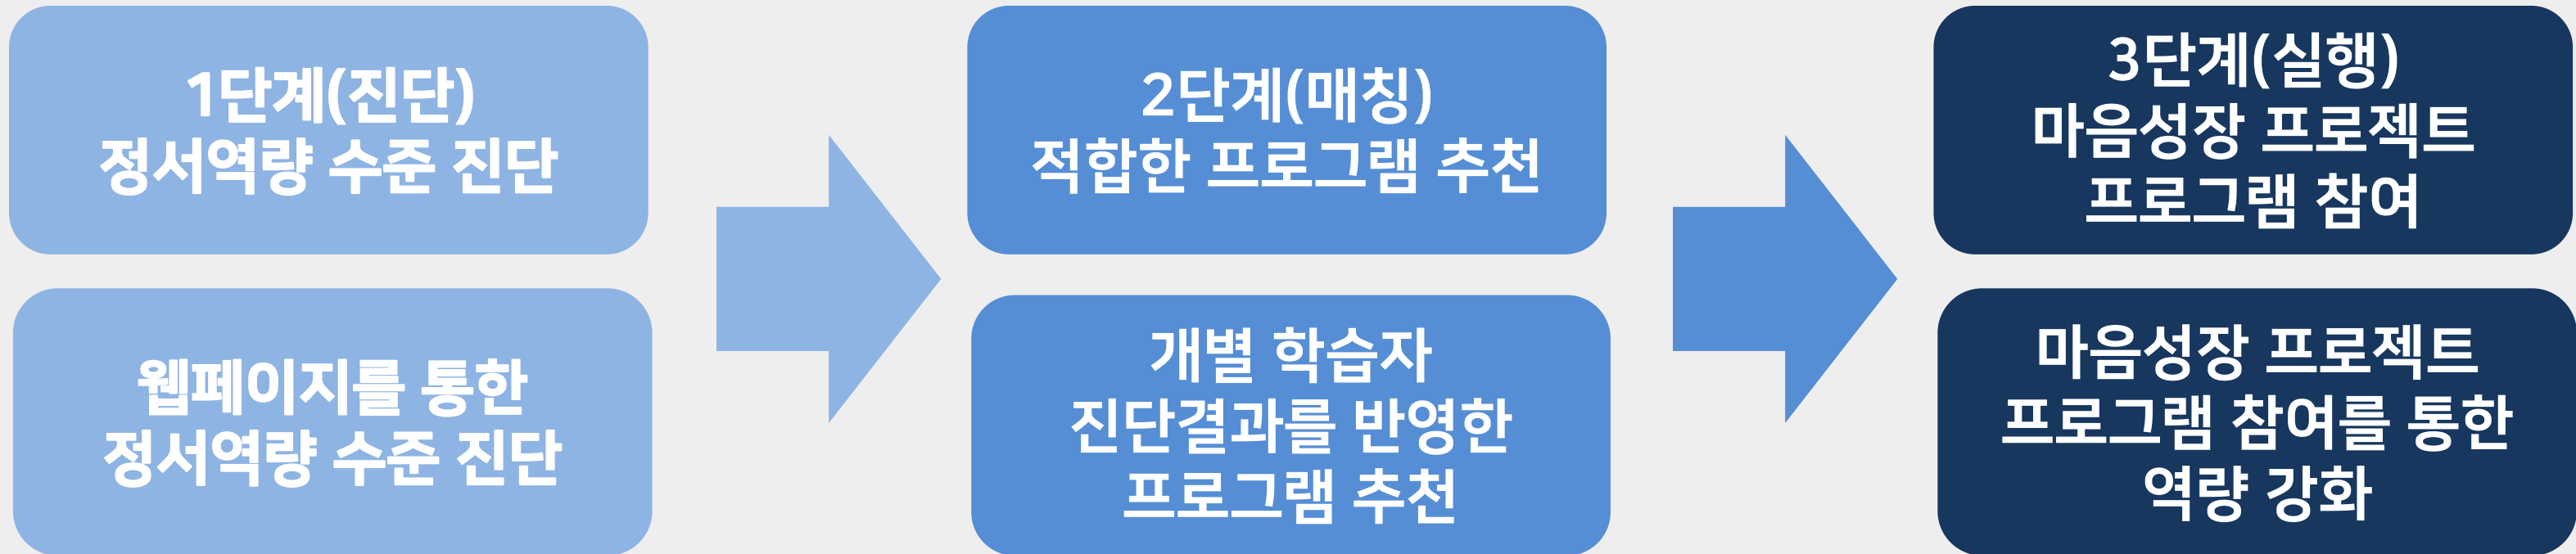 1단계(진단)
정서역량 수준 진단
웹페이지를 통한
정서역량 수준 진단
2단계(매칭)
적합한 프로그램 추천
개별 학습자
진단결과를 반영한
프로그램 추천
3단계(실행)
마음성장 프로젝트
프로그램 참여
마음성장 프로젝트
프로그램 참여를 통한
역량 강화